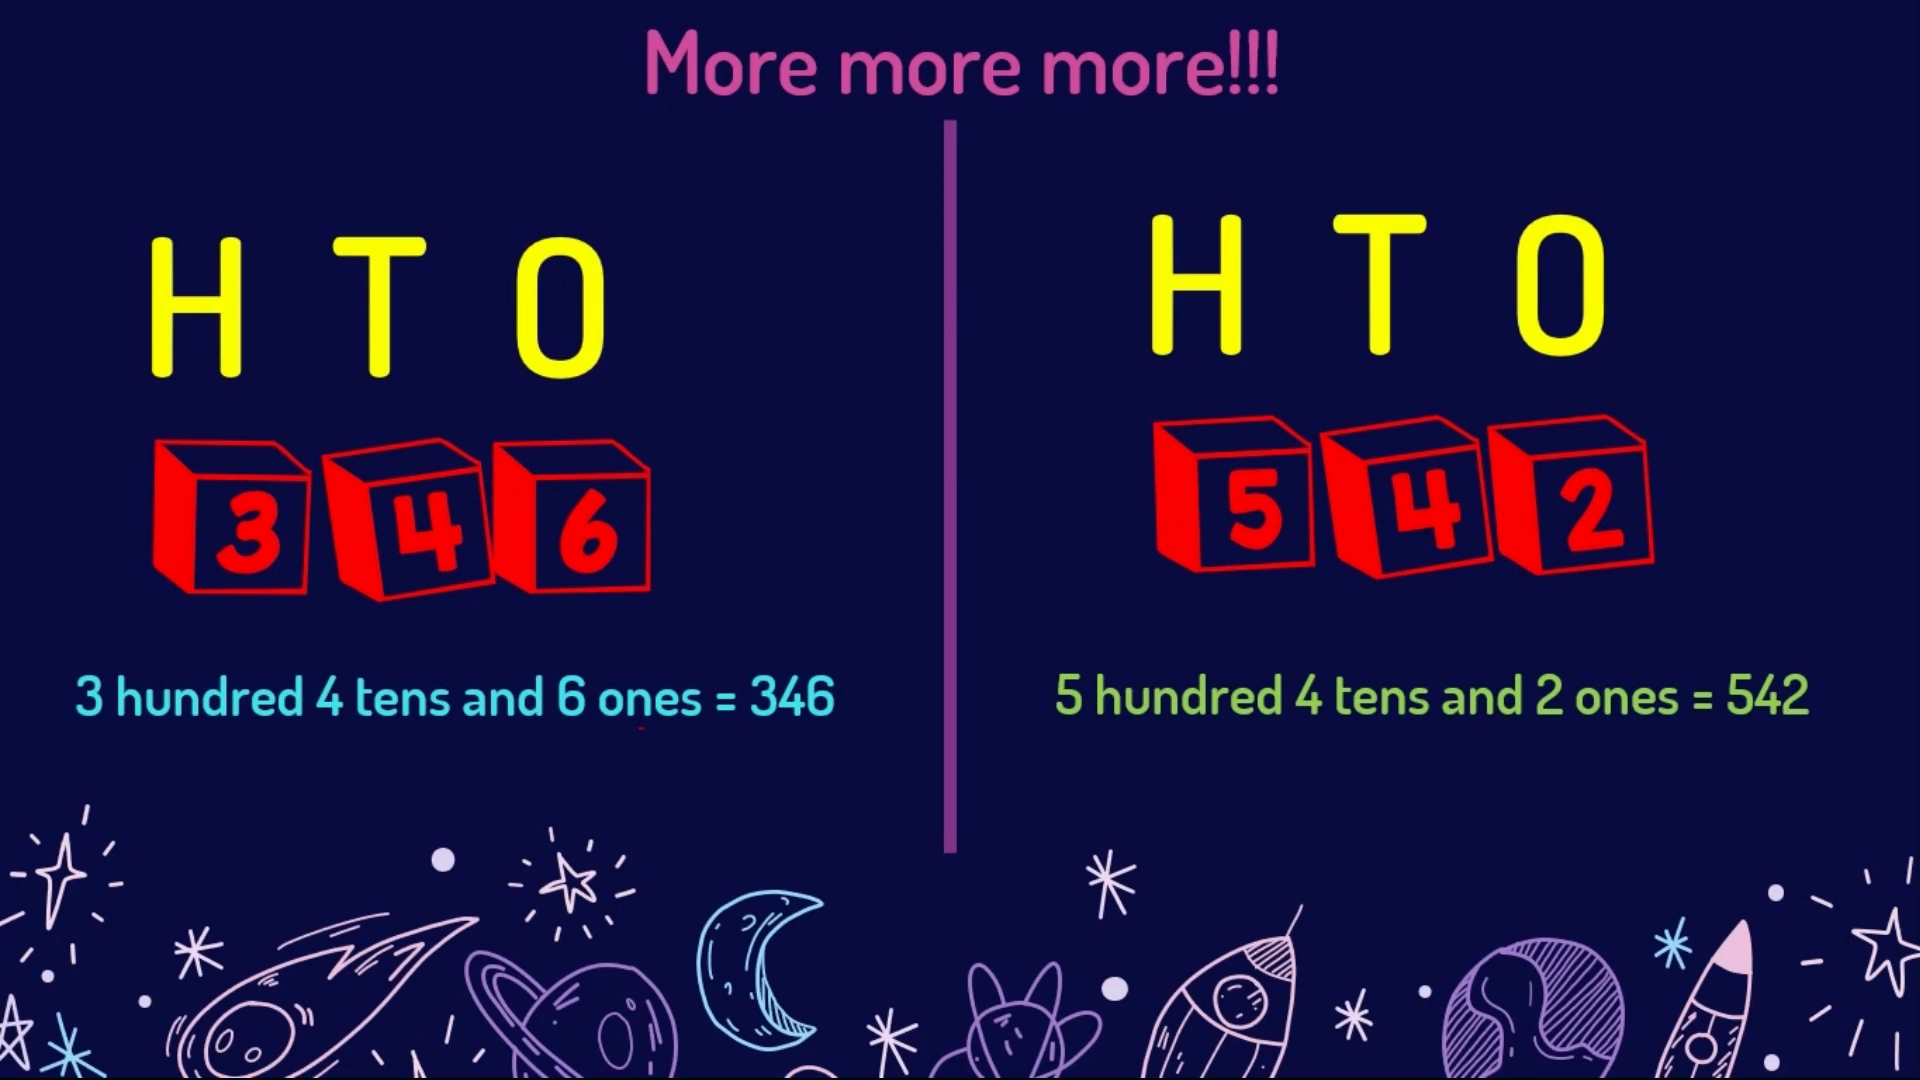 More more more!!!
H T O
3 4 6
3 hundred 4 tens and 6 ones = 346
H T O
5 4 2
5 hundred 4 tens and 2 ones = 542